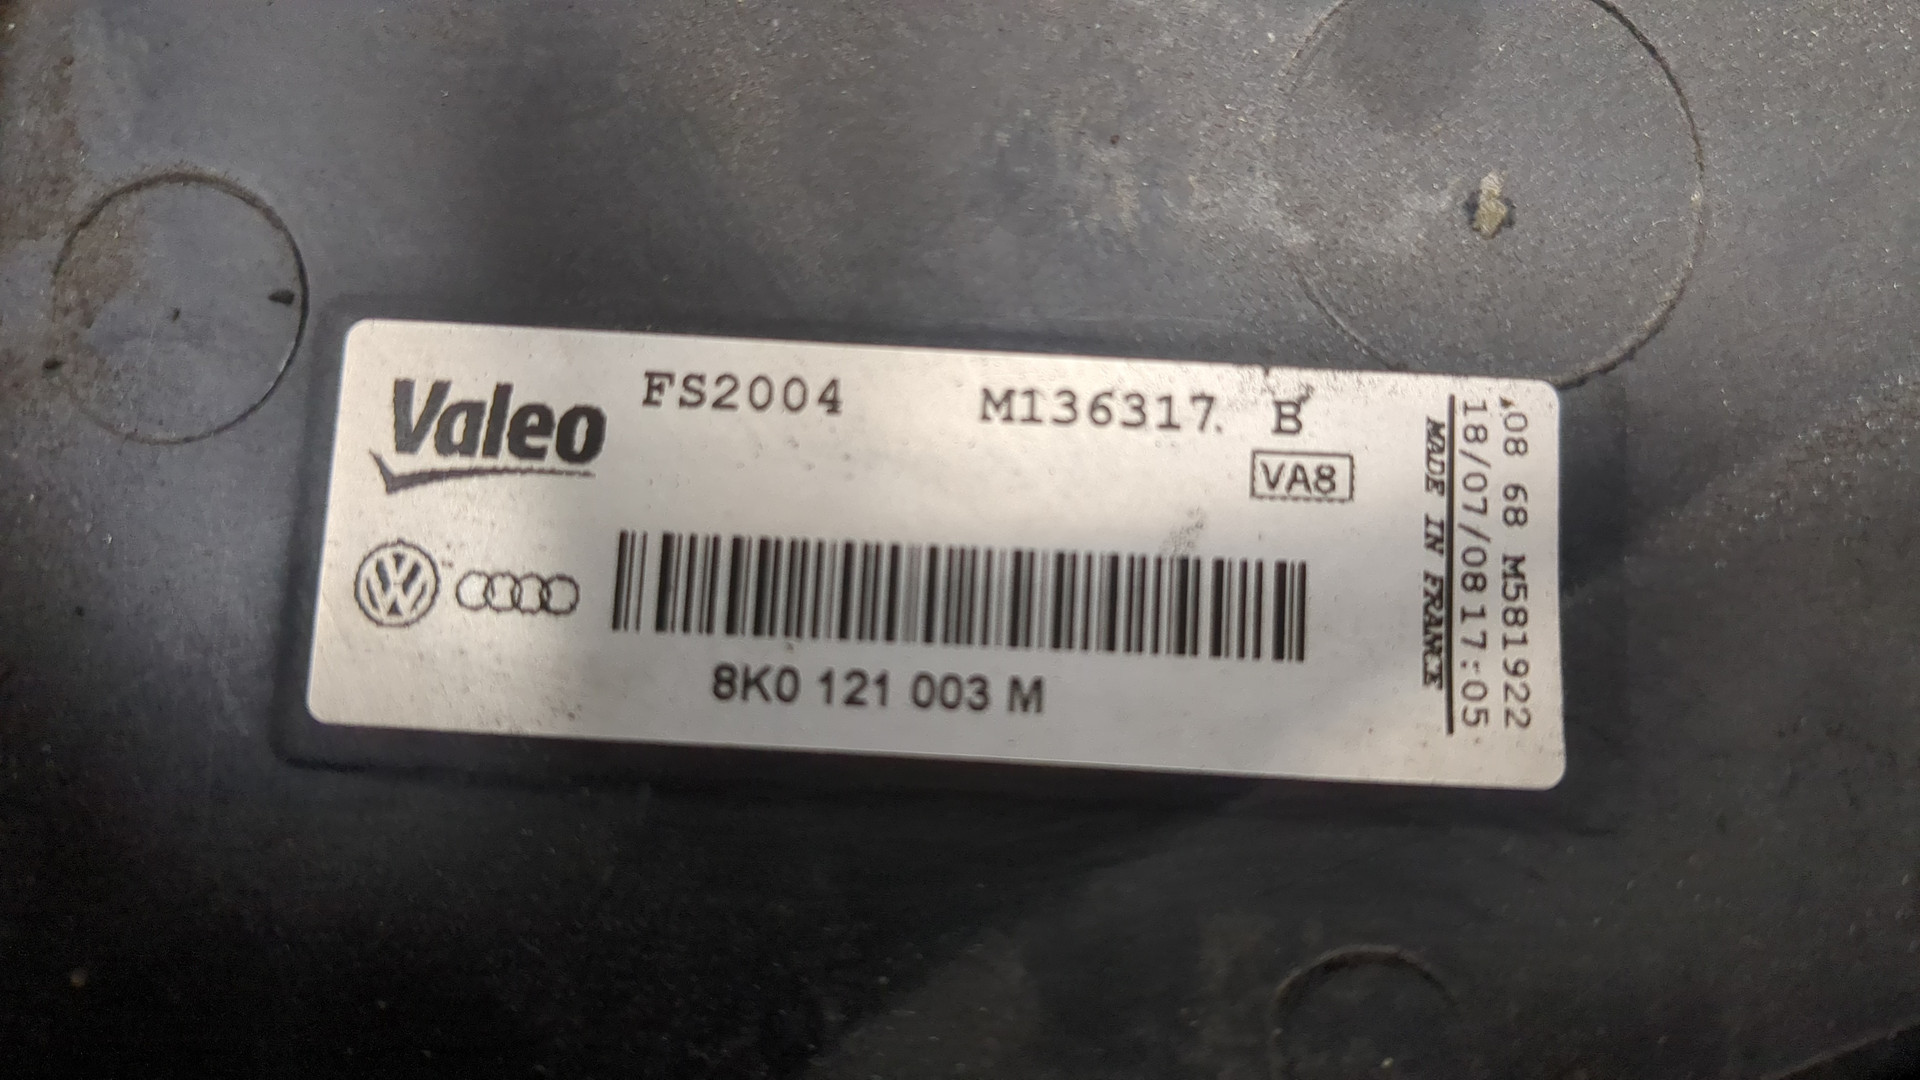 Valeo
FS2004 M136317. B
VA8
8K0 121 003 M
08 68 M581922
18/07/08 17:05
MADE IN FRANCE